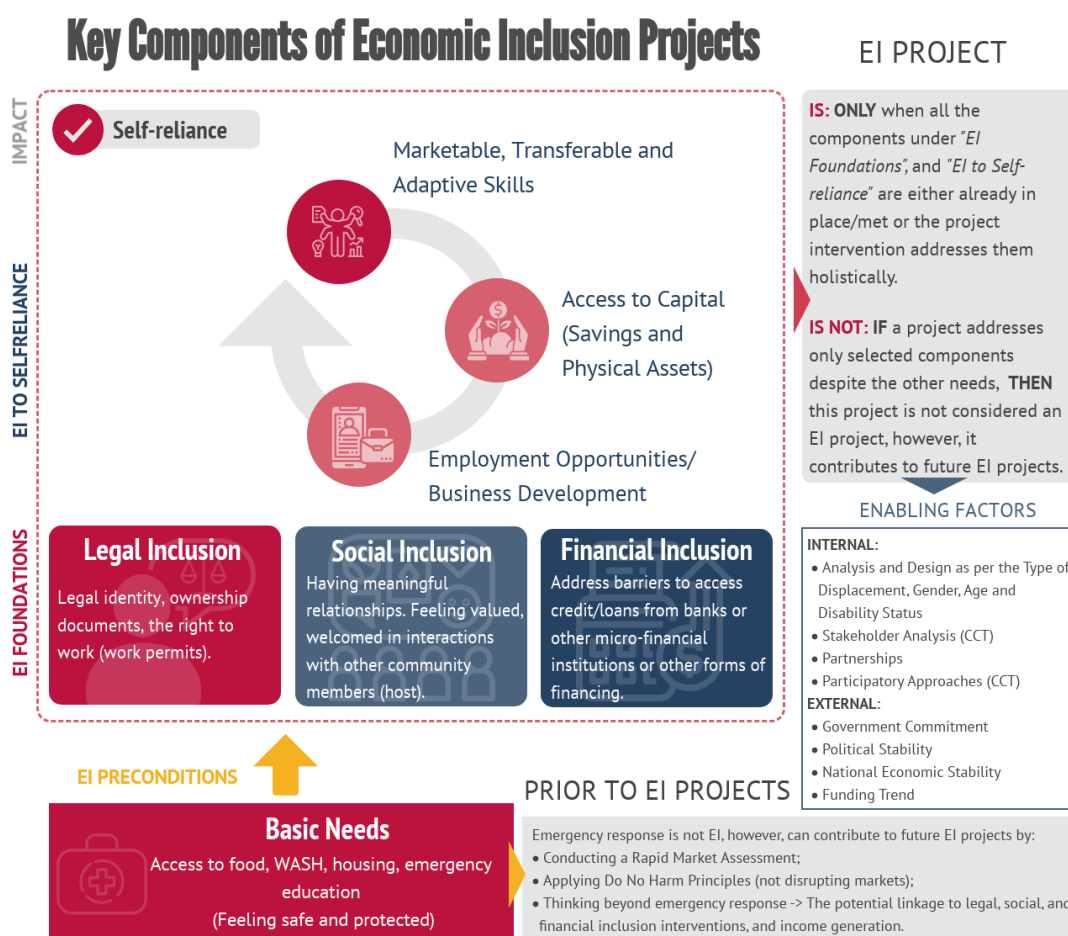 Key Components of Economic Inclusion Projects
IMPACT
Self-reliance
EI TO SELFRELIANCE
Marketable, Transferable and
Adaptive Skills
Access to Capital
(Savings and
Physical Assets)
Employment Opportunities/
Business Development
EI FOUNDATIONS
Legal Inclusion
Legal identity, ownership
documents, the right to
work (work permits).
Social Inclusion
Having meaningful
relationships. Feeling valued,
welcomed in interactions
with other community
members (host).
Financial Inclusion
Address barriers to access
credit/loans from banks or
other micro-financial
institutions or other forms of
financing.
EI PRECONDITIONS
Basic Needs
Access to food, WASH, housing, emergency
education
(Feeling safe and protected)
EI PROJECT
IS: ONLY when all the
components under "EI
Foundations", and "EI to Self-
reliance" are either already in
place/met or the project
intervention addresses them
holistically.
IS NOT: IF a project addresses
only selected components
despite the other needs, THEN
this project is not considered an
EI project, however, it
contributes to future EI projects.
ENABLING FACTORS
INTERNAL:
• Analysis and Design as per the Type of
Displacement, Gender, Age and
Disability Status
• Stakeholder Analysis (CCT)
• Partnerships
• Participatory Approaches (CCT)
EXTERNAL:
• Government Commitment
• Political Stability
• National Economic Stability
• Funding Trend
PRIOR TO EI PROJECTS
Emergency response is not EI, however, can contribute to future EI projects by:
• Conducting a Rapid Market Assessment;
• Applying Do No Harm Principles (not disrupting markets);
• Thinking beyond emergency response -> The potential linkage to legal, social, and
financial inclusion interventions, and income generation.